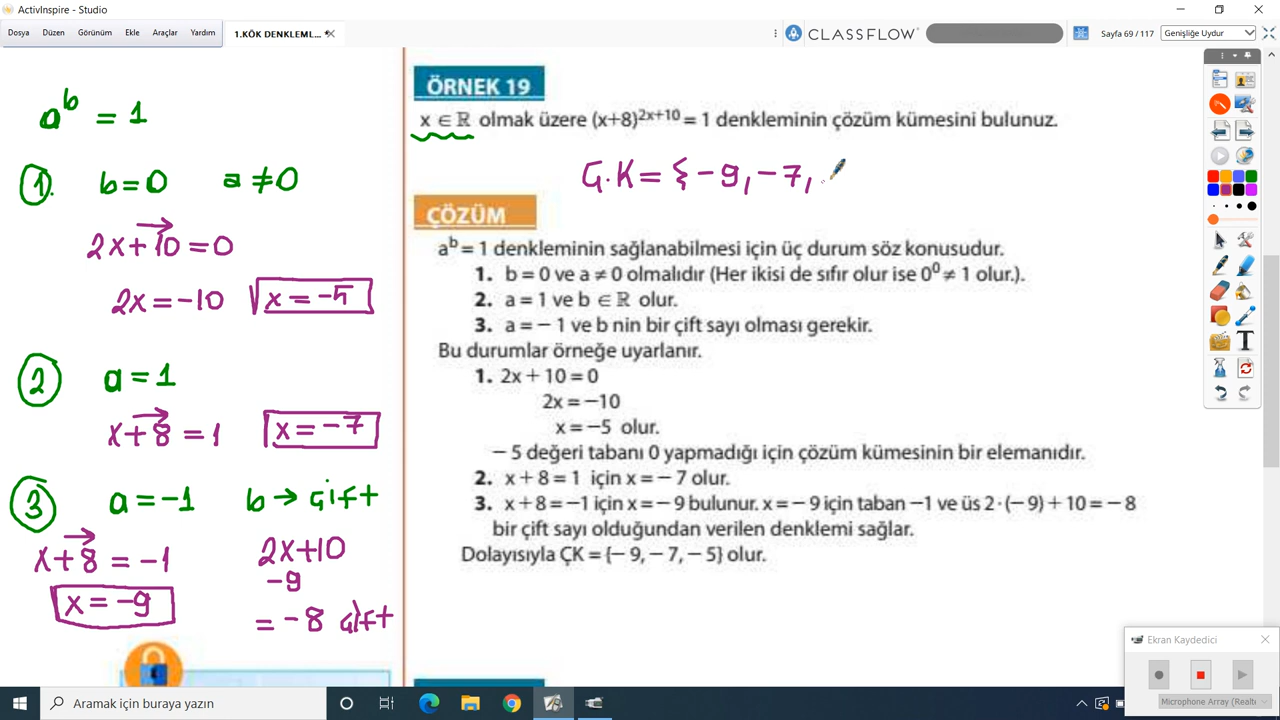 ActivInspire - Studio
Dosya Düzen Görünüm Ekle Araçlar Yardım
1.KÖK DENKLEML...
CLASSFLOW
Sayfa 69 / 117
Genişliğe Uydur
a^b = 1
1. b=0 a≠0
2x+10=0
2x=-10 x=-5
2 a=1
x+8=1 x=-7
3 a=-1 b→çift
x+8=-1 2x+10
-9
x=-9
=-8 çift
ÖRNEK 19
x ∈ ℝ olmak üzere (x+8)^2x+10 = 1 denkleminin çözüm kümesini bulunuz.
Ç.K={-9,-7,
ÇÖZÜM
a^b = 1 denkleminin sağlanabilmesi için üç durum söz konusudur.
1. b = 0 ve a ≠ 0 olmalıdır (Her ikisi de sıfır olur ise 0^0 ≠ 1 olur.).
2. a = 1 ve b ∈ ℝ olur.
3. a = – 1 ve b nin bir çift sayı olması gerekir.
Bu durumlar örneğe uyarlanır.
1. 2x + 10 = 0
2x = –10
x = –5 olur.
– 5 değeri tabanı 0 yapmadığı için çözüm kümesinin bir elemanıdır.
2. x + 8 = 1 için x = – 7 olur.
3. x + 8 = –1 için x = – 9 bulunur. x = – 9 için taban –1 ve üs 2·(–9) + 10 = – 8
bir çift sayı olduğundan verilen denklemi sağlar.
Dolayısıyla ÇK = {– 9, – 7, – 5} olur.
Ekran Kaydedici
Microphone Array (Realt
Aramak için buraya yazın